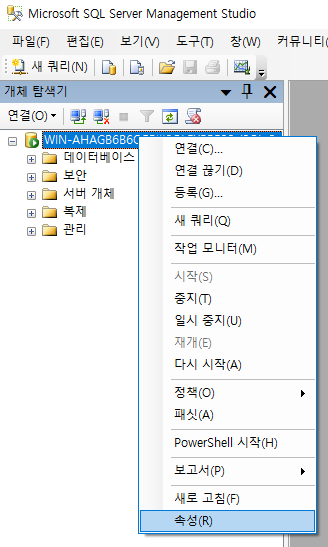 Microsoft SQL Server Management Studio
파일(F) 편집(E) 보기(V) 도구(T) 창(W) 커뮤니티
새 쿼리(N)
개체 탐색기
연결(O)
WIN-AHAGB6B6
데이터베이스
보안
서버 개체
복제
관리
연결(C)...
연결 끊기(D)
등록(G)...
새 쿼리(Q)
작업 모니터(M)
시작(S)
중지(T)
일시 중지(U)
재개(E)
다시 시작(A)
정책(O)
패싯(A)
PowerShell 시작(H)
보고서(P)
새로 고침(F)
속성(R)